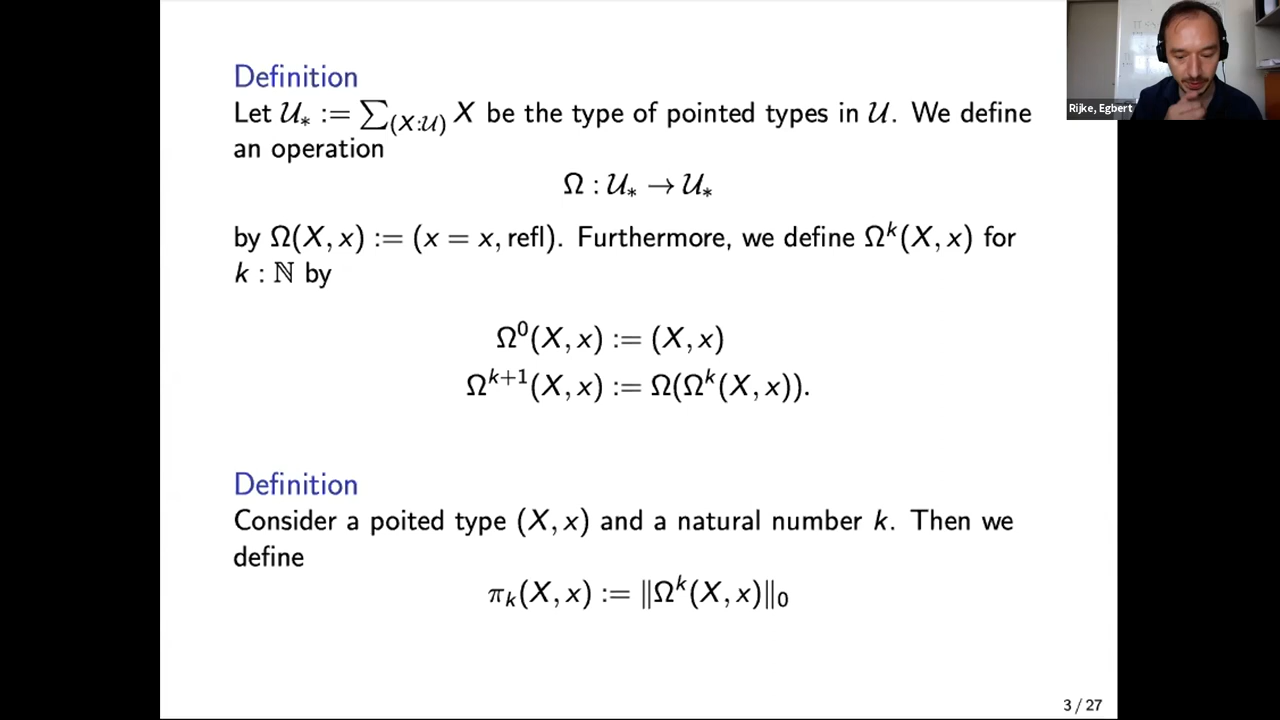 Definition
Let 𝒰∗ := ∑(X:𝒰) X be the type of pointed types in 𝒰. We define
an operation
Ω : 𝒰∗ → 𝒰∗
by Ω(X, x) := (x = x, refl). Furthermore, we define Ωᵏ(X, x) for
k : ℕ by
Ω⁰(X, x) := (X, x)
Ωᵏ⁺¹(X, x) := Ω(Ωᵏ(X, x)).
Definition
Consider a poited type (X, x) and a natural number k. Then we
define
πₖ(X, x) := ‖Ωᵏ(X, x)‖₀
3 / 27
Rijke, Egbert